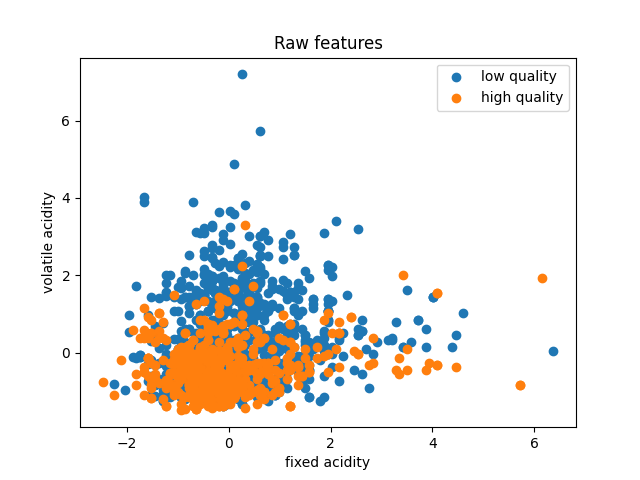 Raw features
low quality
high quality
volatile acidity
6
4
2
0
−2
0
2
4
6
fixed acidity